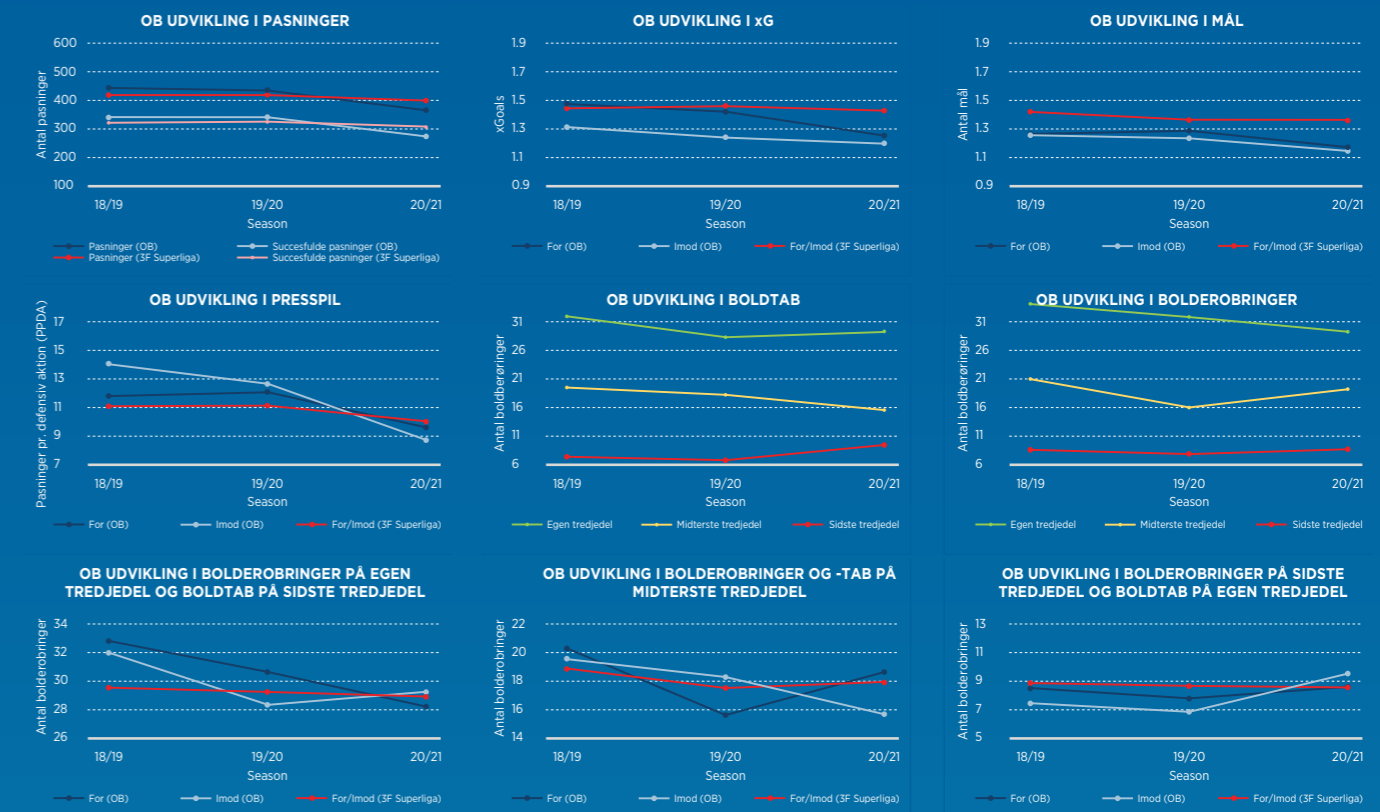 OB UDVIKLING I PASNINGER
Antal pasninger
600
500
400
300
200
100
18/19 19/20 20/21
Season
Pasninger (OB) Succesfulde pasninger (OB)
Pasninger (3F Superliga) Succesfulde pasninger (3F Superliga)
OB UDVIKLING I xG
xGoals
1.9
1.7
1.5
1.3
1.1
0.9
18/19 19/20 20/21
Season
For (OB) Imod (OB) For/Imod (3F Superliga)
OB UDVIKLING I MÅL
Antal mål
1.9
1.7
1.5
1.3
1.1
0.9
18/19 19/20 20/21
Season
For (OB) Imod (OB) For/Imod (3F Superliga)
OB UDVIKLING I PRESSPIL
Pasninger pr. defensiv aktion (PPDA)
17
15
13
11
9
7
18/19 19/20 20/21
Season
For (OB) Imod (OB) For/Imod (3F Superliga)
OB UDVIKLING I BOLDTAB
Antal boldberøringer
31
26
21
16
11
6
18/19 19/20 20/21
Season
Egen tredjedel Midterste tredjedel Sidste tredjedel
OB UDVIKLING I BOLDEROBRINGER
Antal boldberøringer
31
26
21
16
11
6
18/19 19/20 20/21
Season
Egen tredjedel Midterste tredjedel Sidste tredjedel
OB UDVIKLING I BOLDEROBRINGER PÅ EGEN
TREDJEDEL OG BOLDTAB PÅ SIDSTE TREDJEDEL
Antal bolderobringer
34
32
30
28
26
18/19 19/20 20/21
Season
For (OB) Imod (OB) For/Imod (3F Superliga)
OB UDVIKLING I BOLDEROBRINGER OG -TAB PÅ
MIDTERSTE TREDJEDEL
Antal bolderobringer
22
20
18
16
14
18/19 19/20 20/21
Season
For (OB) Imod (OB) For/Imod (3F Superliga)
OB UDVIKLING I BOLDEROBRINGER PÅ SIDSTE
TREDJEDEL OG BOLDTAB PÅ EGEN TREDJEDEL
Antal bolderobringer
13
11
9
7
5
18/19 19/20 20/21
Season
For (OB) Imod (OB) For/Imod (3F Superliga)